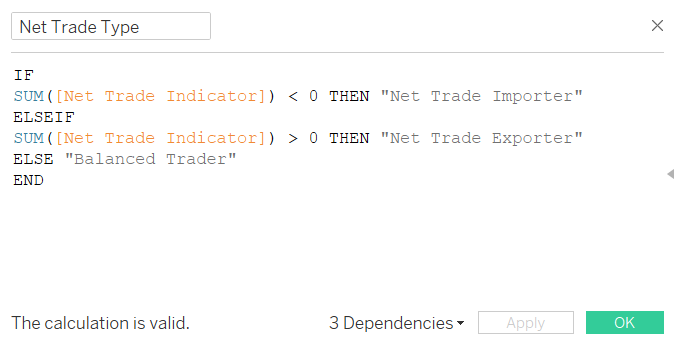 Net Trade Type
IF
SUM([Net Trade Indicator]) < 0 THEN "Net Trade Importer"
ELSEIF
SUM([Net Trade Indicator]) > 0 THEN "Net Trade Exporter"
ELSE "Balanced Trader"
END
The calculation is valid. 3 Dependencies Apply OK